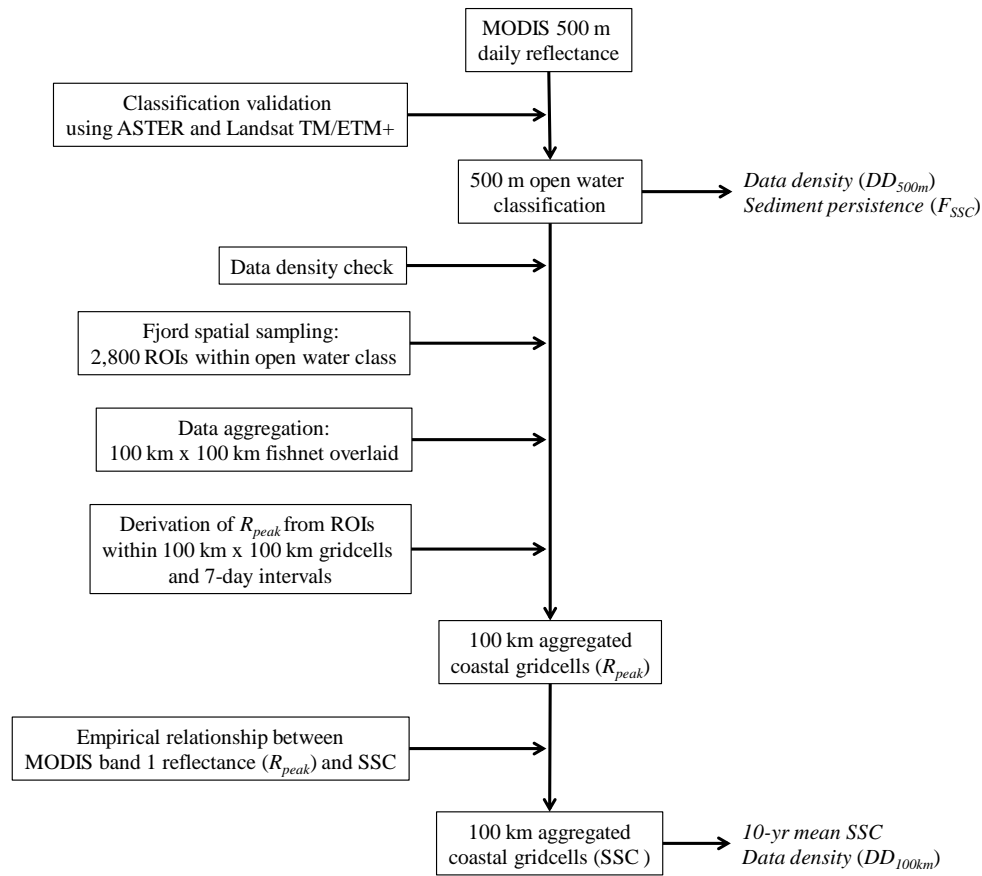 MODIS 500 m
daily reflectance
Classification validation
using ASTER and Landsat TM/ETM+
500 m open water
classification
Data density (DD500m)
Sediment persistence (FSSC)
Data density check
Fjord spatial sampling:
2,800 ROIs within open water class
Data aggregation:
100 km x 100 km fishnet overlaid
Derivation of Rpeak from ROIs
within 100 km x 100 km gridcells
and 7-day intervals
100 km aggregated
coastal gridcells (Rpeak)
Empirical relationship between
MODIS band 1 reflectance (Rpeak) and SSC
100 km aggregated
coastal gridcells (SSC )
10-yr mean SSC
Data density (DD100km)